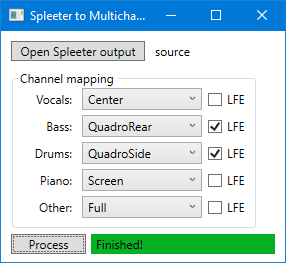 Spleeter to Multicha...
Open Spleeter output source
Channel mapping
Vocals: Center LFE
Bass: QuadroRear LFE
Drums: QuadroSide LFE
Piano: Screen LFE
Other: Full LFE
Process Finished!